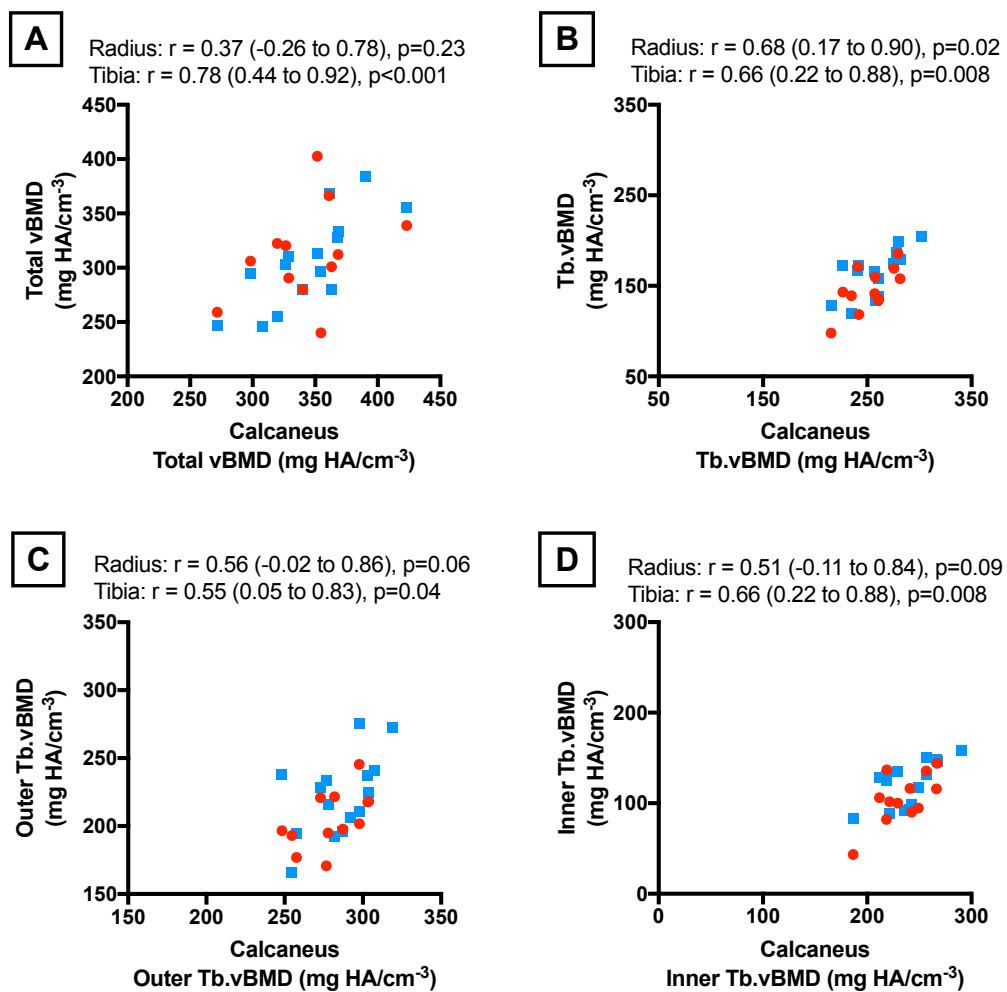 A
Radius: r = 0.37 (-0.26 to 0.78), p=0.23
Tibia: r = 0.78 (0.44 to 0.92), p<0.001
Total vBMD
(mg HA/cm⁻³)
450
400
350
300
250
200
200 250 300 350 400 450
Calcaneus
Total vBMD (mg HA/cm⁻³)
B
Radius: r = 0.68 (0.17 to 0.90), p=0.02
Tibia: r = 0.66 (0.22 to 0.88), p=0.008
Tb.vBMD
(mg HA/cm⁻³)
350
250
150
50
50 150 250 350
Calcaneus
Tb.vBMD (mg HA/cm⁻³)
C
Radius: r = 0.56 (-0.02 to 0.86), p=0.06
Tibia: r = 0.55 (0.05 to 0.83), p=0.04
Outer Tb.vBMD
(mg HA/cm⁻³)
350
300
250
200
150
150 200 250 300 350
Calcaneus
Outer Tb.vBMD (mg HA/cm⁻³)
D
Radius: r = 0.51 (-0.11 to 0.84), p=0.09
Tibia: r = 0.66 (0.22 to 0.88), p=0.008
Inner Tb.vBMD
(mg HA/cm⁻³)
300
200
100
0
0 100 200 300
Calcaneus
Inner Tb.vBMD (mg HA/cm⁻³)